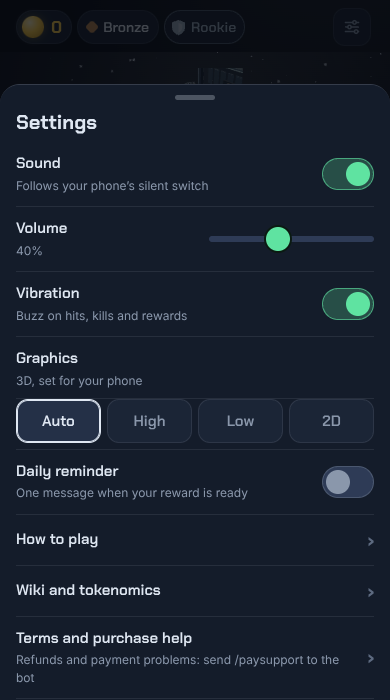 0 Bronze Rookie
Settings
Sound
Follows your phone's silent switch
Volume
40%
Vibration
Buzz on hits, kills and rewards
Graphics
3D, set for your phone
Auto High Low 2D
Daily reminder
One message when your reward is ready
How to play
Wiki and tokenomics
Terms and purchase help
Refunds and payment problems: send /paysupport to the
bot